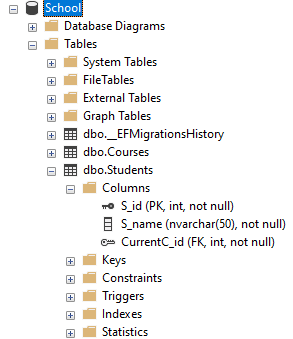 School
Database Diagrams
Tables
System Tables
FileTables
External Tables
Graph Tables
dbo.__EFMigrationsHistory
dbo.Courses
dbo.Students
Columns
S_id (PK, int, not null)
S_name (nvarchar(50), not null)
CurrentC_id (FK, int, not null)
Keys
Constraints
Triggers
Indexes
Statistics